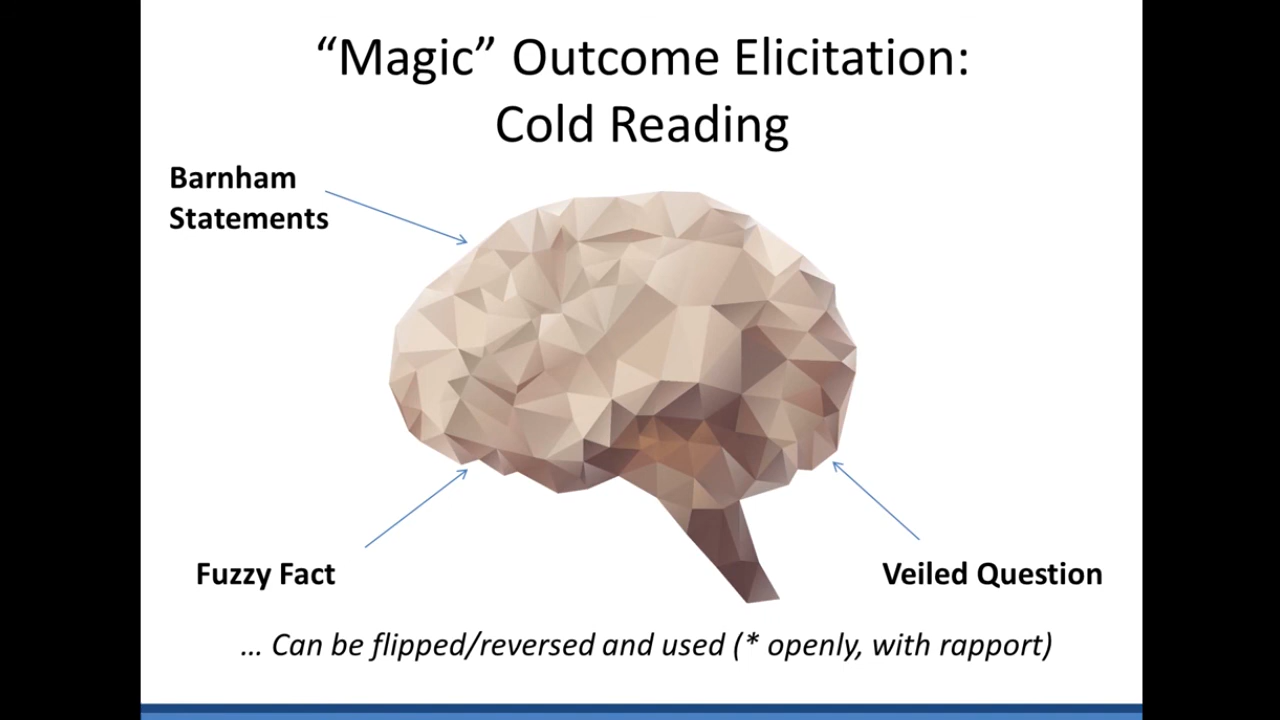 “Magic” Outcome Elicitation:
Cold Reading
Barnham
Statements
Fuzzy Fact
Veiled Question
... Can be flipped/reversed and used (* openly, with rapport)